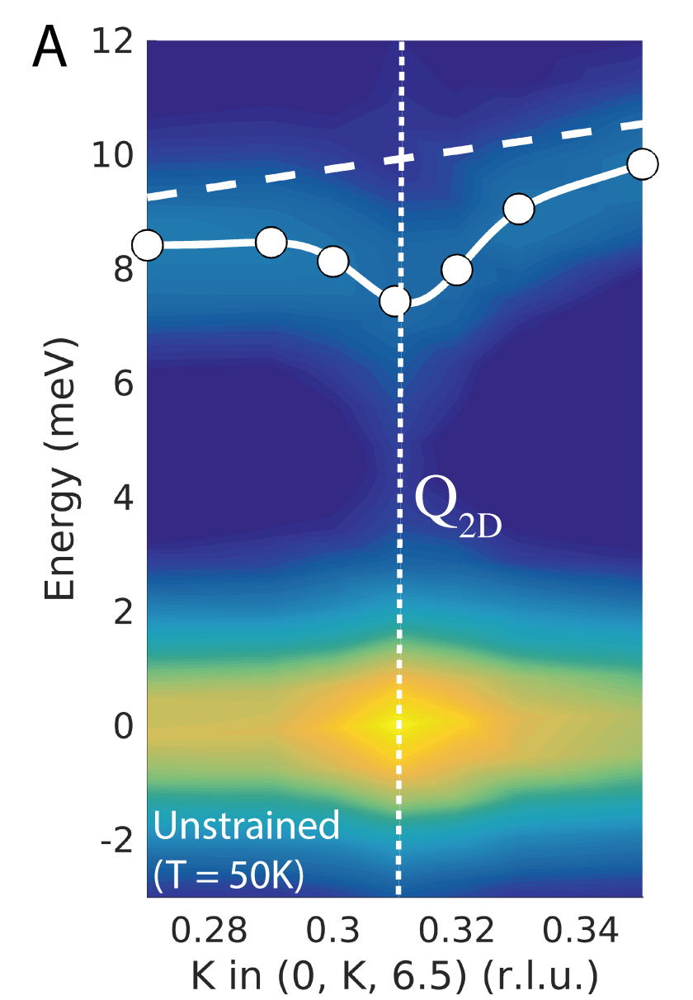 A
12
10
8
6
4
2
0
-2
Energy (meV)
Q2D
Unstrained
(T = 50K)
0.28 0.3 0.32 0.34
K in (0, K, 6.5) (r.l.u.)